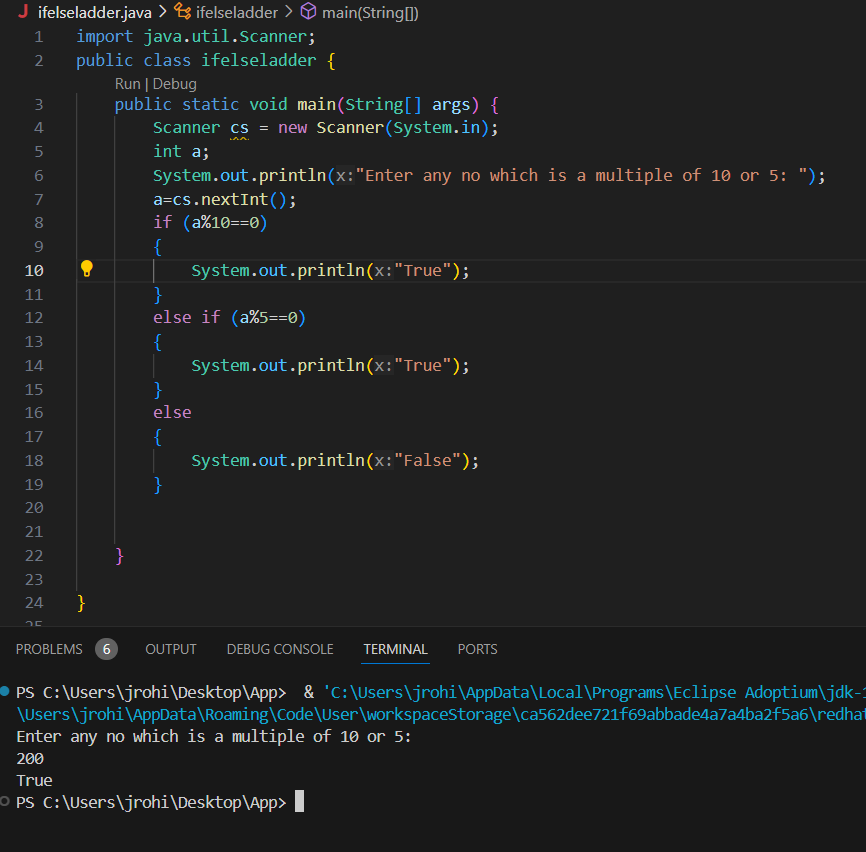 J ifelseladder.java > ifelseladder > main(String[])
1 import java.util.Scanner;
2 public class ifelseladder {
Run | Debug
3 public static void main(String[] args) {
4 Scanner cs = new Scanner(System.in);
5 int a;
6 System.out.println(x:"Enter any no which is a multiple of 10 or 5: ");
7 a=cs.nextInt();
8 if (a%10==0)
9 {
10 System.out.println(x:"True");
11 }
12 else if (a%5==0)
13 {
14 System.out.println(x:"True");
15 }
16 else
17 {
18 System.out.println(x:"False");
19 }
20
21
22 }
23
24 }
25
PROBLEMS 6 OUTPUT DEBUG CONSOLE TERMINAL PORTS
PS C:\Users\jrohi\Desktop\App> & 'C:\Users\jrohi\AppData\Local\Programs\Eclipse Adoptium\jdk-
\Users\jrohi\AppData\Roaming\Code\User\workspaceStorage\ca562dee721f69abbade4a7a4ba2f5a6\redha
Enter any no which is a multiple of 10 or 5:
200
True
PS C:\Users\jrohi\Desktop\App>